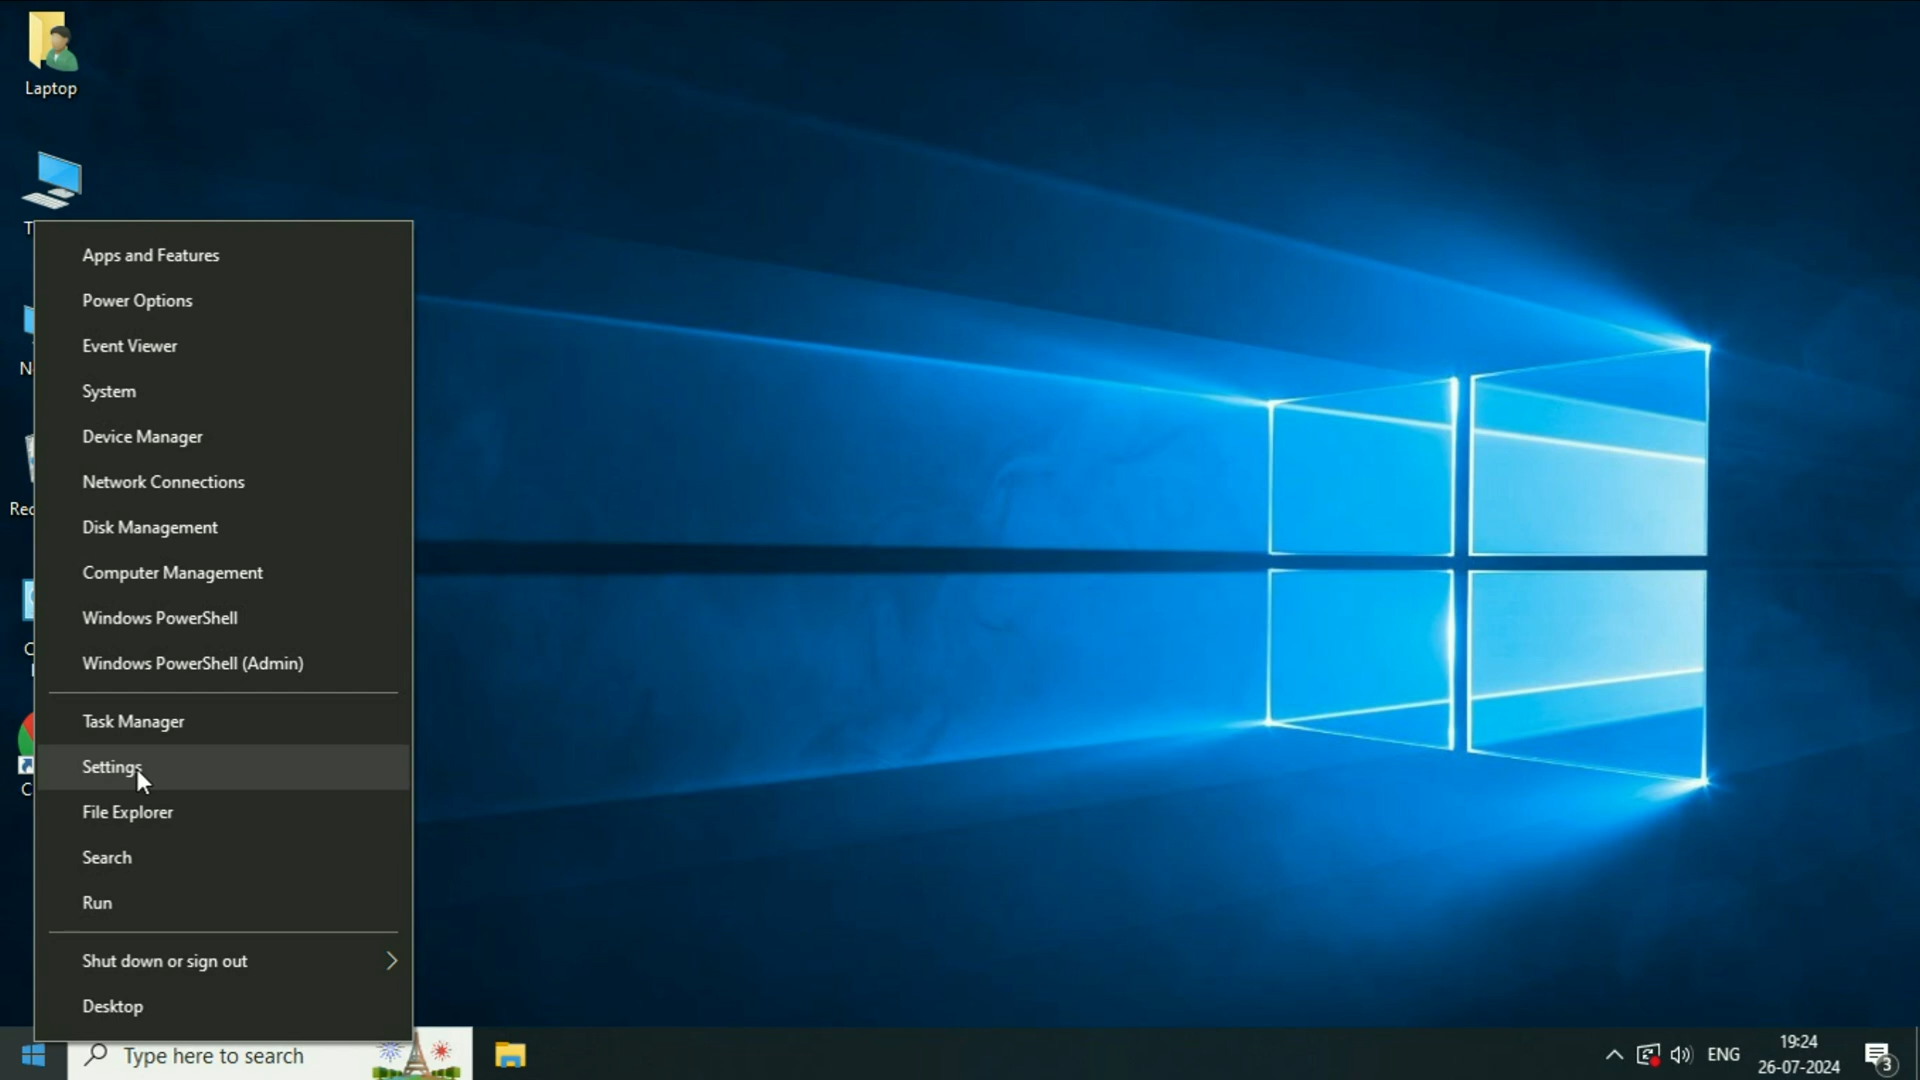 Laptop
Apps and Features
Power Options
Event Viewer
System
Device Manager
Network Connections
Disk Management
Computer Management
Windows PowerShell
Windows PowerShell (Admin)
Task Manager
Settings
File Explorer
Search
Run
Shut down or sign out
Desktop
Type here to search
ENG
19:24
26-07-2024
3